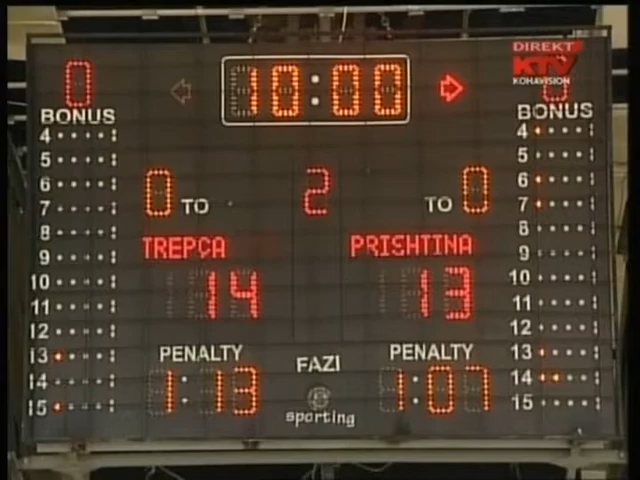 DIREKT
KTV
KOHAVISION
0 10:00 0
BONUS BONUS
4 4
5 5
6 0 TO 2 TO 0 6
7 7
8 8
9 TREPÇA PRISHTINA 9
10 14 13 10
11 11
12 12
13 PENALTY FAZI PENALTY 13
14 1:13 1:07 14
15 sporting 15